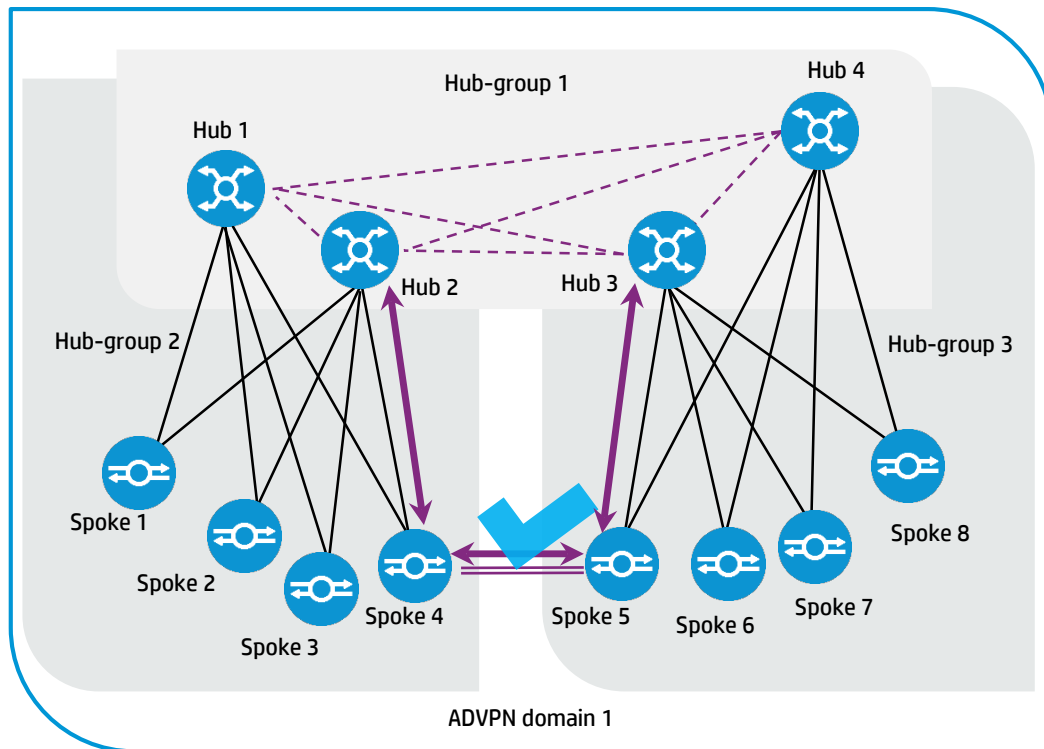 Hub 4
Hub-group 1
Hub 1
Hub 2
Hub 3
Hub-group 2
Hub-group 3
Spoke 1
Spoke 8
Spoke 2
Spoke 7
Spoke 4
Spoke 5
Spoke 6
Spoke 3
ADVPN domain 1